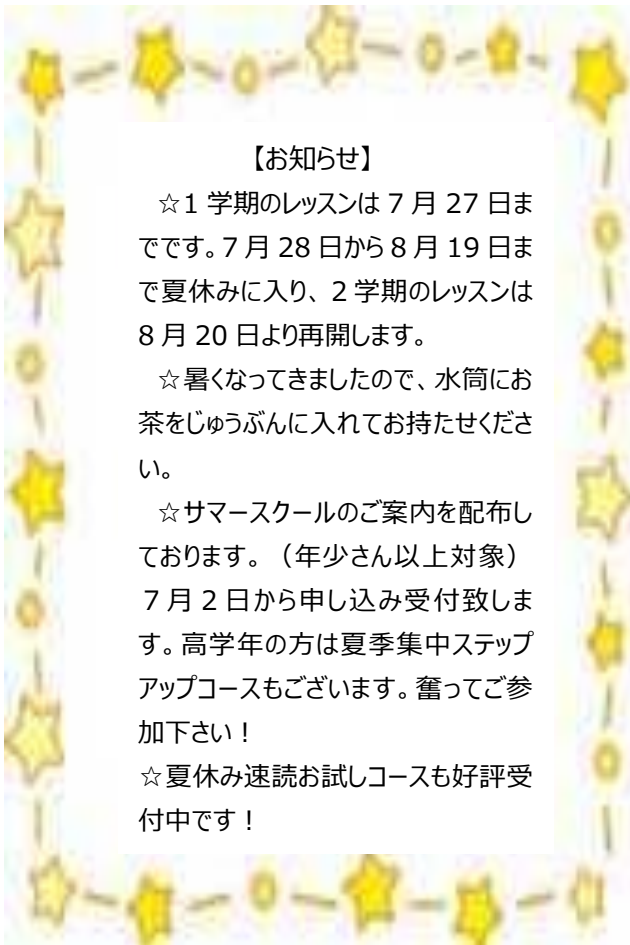 【お知らせ】
☆1 学期のレッスンは 7 月 27 日ま
でです。7 月 28 日から 8 月 19 日ま
で夏休みに入り、2 学期のレッスンは
8 月 20 日より再開します。
☆暑くなってきましたので、水筒にお
茶をじゅうぶんに入れてお持たせくださ
い。
☆サマースクールのご案内を配布し
ております。（年少さん以上対象）
７月２日から申し込み受付致しま
す。高学年の方は夏季集中ステップ
アップコースもございます。奮ってご参
加下さい！
☆夏休み速読お試しコースも好評受
付中です！